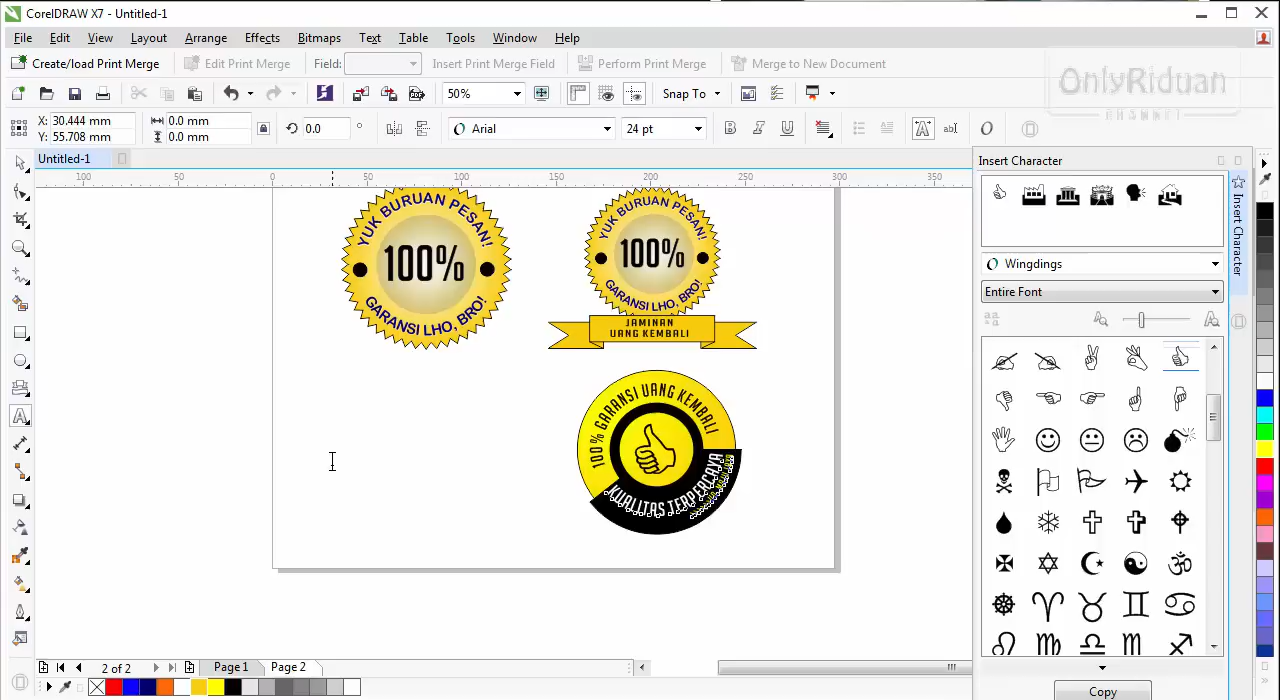 CorelDRAW X7 - Untitled-1
File Edit View Layout Arrange Effects Bitmaps Text Table Tools Window Help
Create/load Print Merge Edit Print Merge Field: Insert Print Merge Field Perform Print Merge Merge to New Document
OnlyRiduan
50% Snap To
X: 30.444 mm 0.0 mm
Y: 55.708 mm 0.0 mm
0.0 ° Arial 24 pt
Untitled-1
100 50 0 50 100 150 200 250 300 350
YUK BURUAN PESAN!
100%
GARANSI LHO, BRO!
YUK BURUAN PESAN!
100%
GARANSI LHO, BRO!
JAMINAN
UANG KEMBALI
100% GARANSI UANG KEMBALI
KUALITAS TERPERCAYA
Insert Character
Insert Character
Wingdings
Entire Font
Copy
2 of 2 Page 1 Page 2